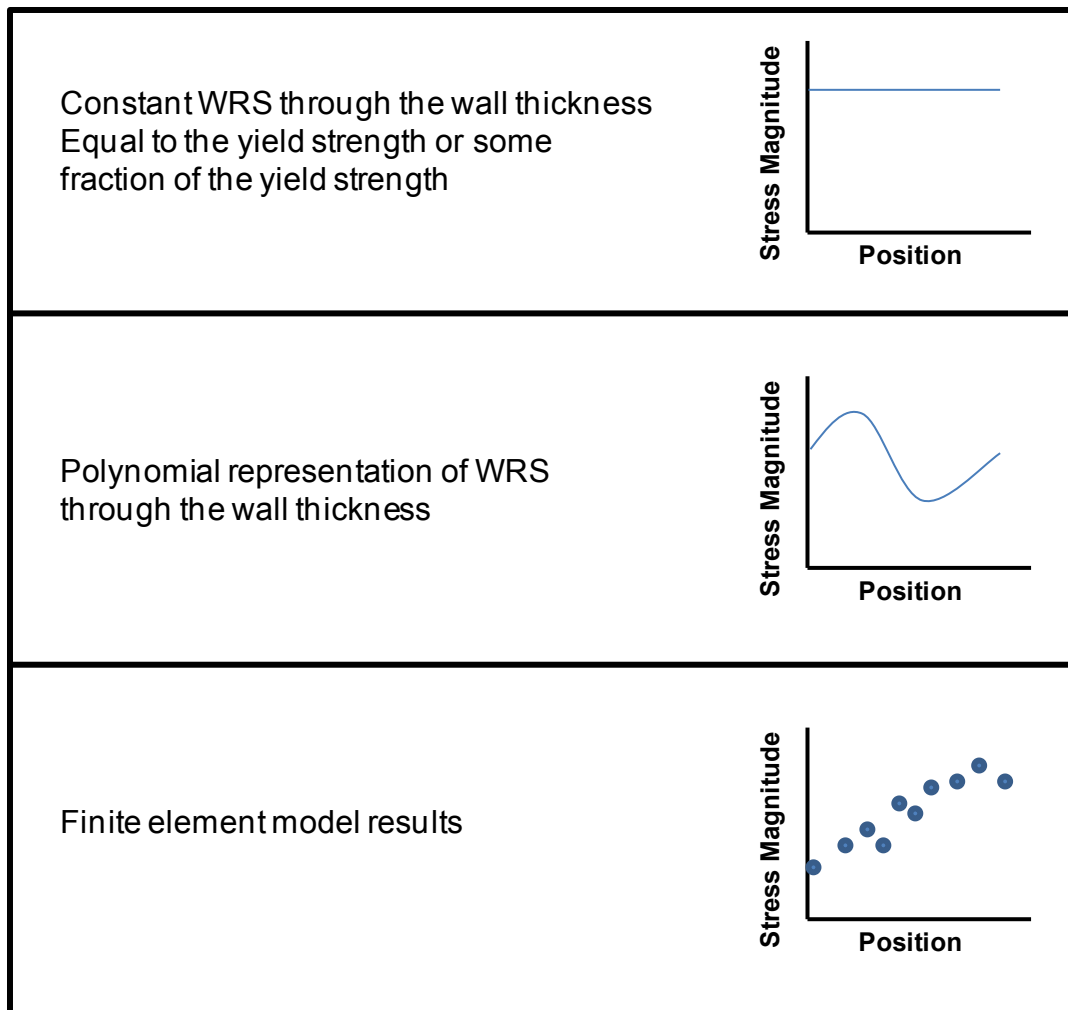 Constant WRS through the wall thickness
Equal to the yield strength or some
fraction of the yield strength
Stress Magnitude
Position
Polynomial representation of WRS
through the wall thickness
Stress Magnitude
Position
Finite element model results
Stress Magnitude
Position